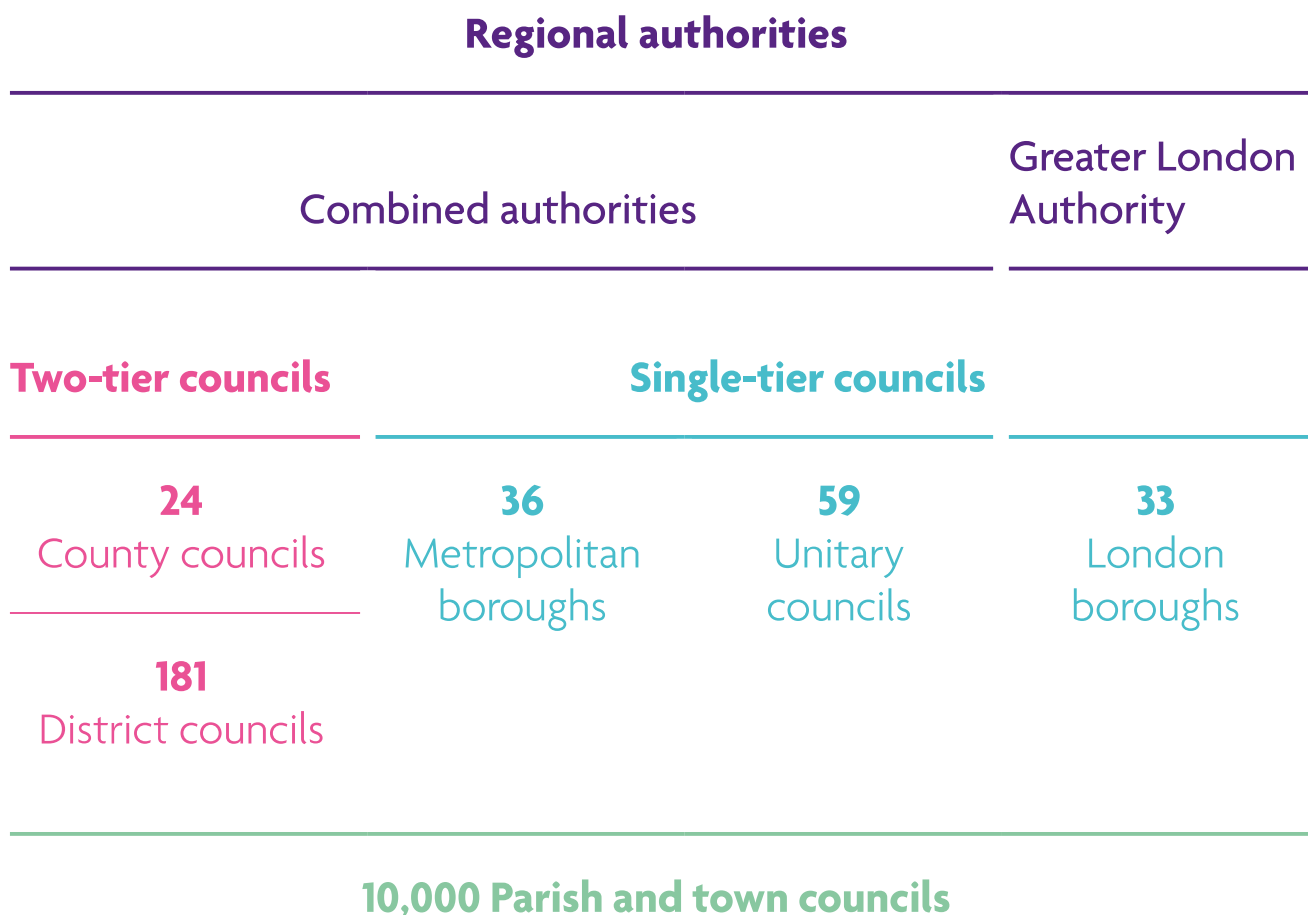 Regional authorities
Combined authorities
Greater London
Authority
Two-tier councils
Single-tier councils
24
County councils
181
District councils
36
Metropolitan
boroughs
59
Unitary
councils
33
London
boroughs
10,000 Parish and town councils